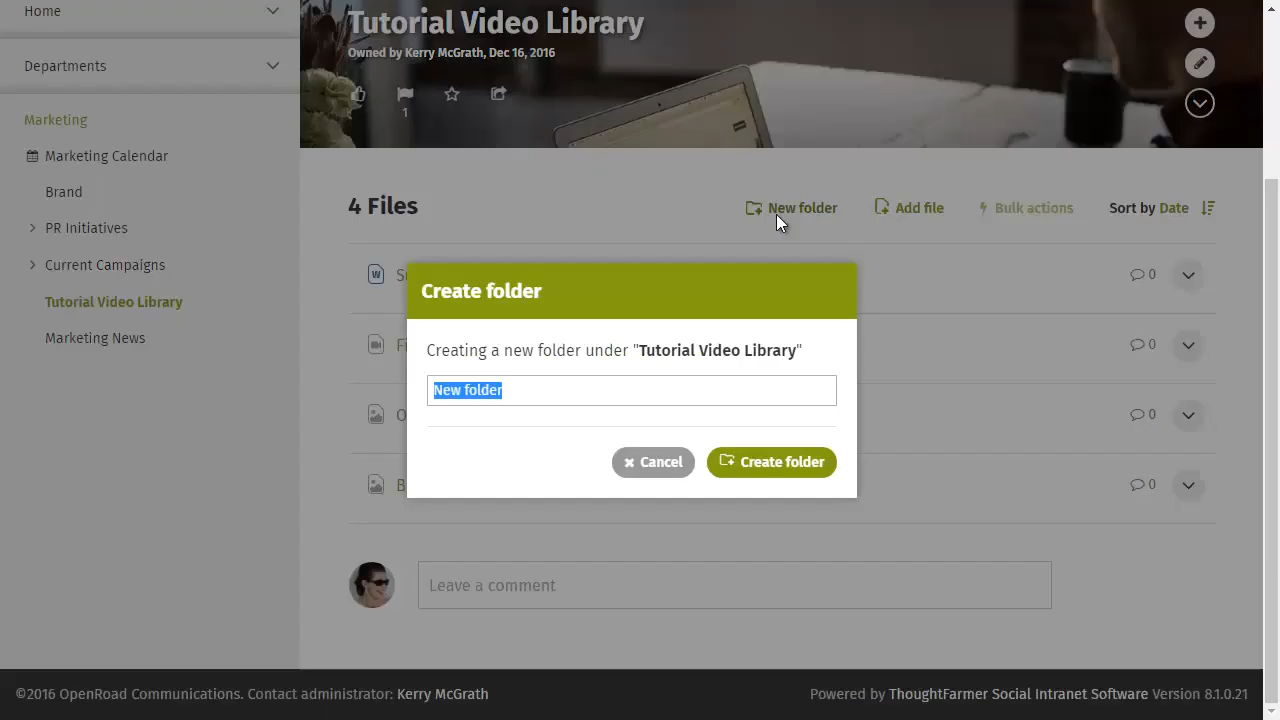 Home
Tutorial Video Library
Owned by Kerry McGrath, Dec 16, 2016
Departments
1
Marketing
Marketing Calendar
Brand
PR Initiatives
Current Campaigns
Tutorial Video Library
Marketing News
4 Files
New folder
Add file
Bulk actions
Sort by Date
W
0
0
0
0
Create folder
Creating a new folder under "Tutorial Video Library"
New folder
Cancel
Create folder
Leave a comment
©2016 OpenRoad Communications. Contact administrator: Kerry McGrath
Powered by ThoughtFarmer Social Intranet Software Version 8.1.0.21